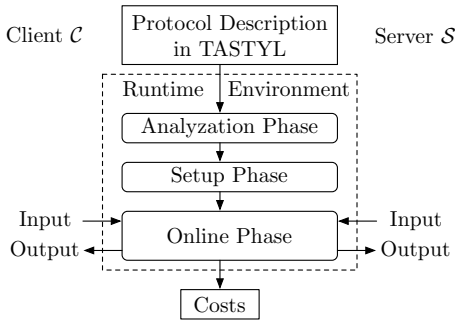 Client C
Protocol Description
in TASTYL
Server S
Runtime Environment
Analyzation Phase
Setup Phase
Input
Output
Online Phase
Input
Output
Costs